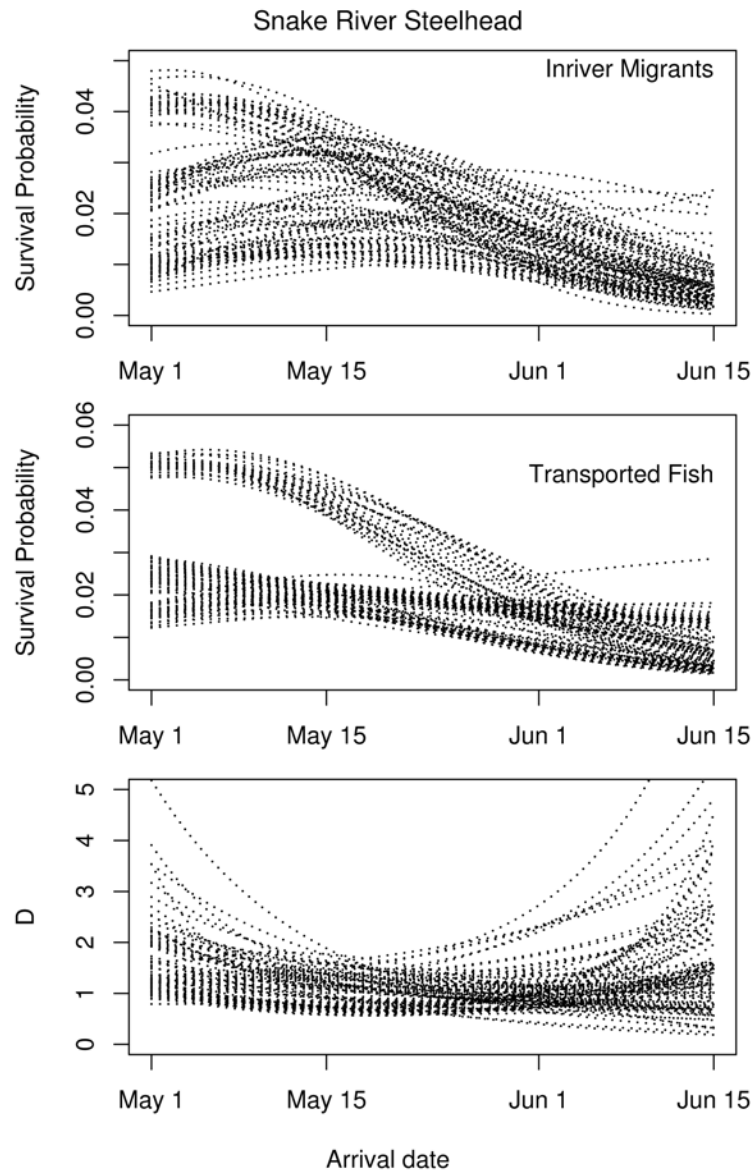 Snake River Steelhead
Inriver Migrants
Survival Probability
0.04
0.02
0.00
May 1 May 15 Jun 1 Jun 15
Transported Fish
Survival Probability
0.06
0.04
0.02
0.00
May 1 May 15 Jun 1 Jun 15
D
5
4
3
2
1
0
May 1 May 15 Jun 1 Jun 15
Arrival date